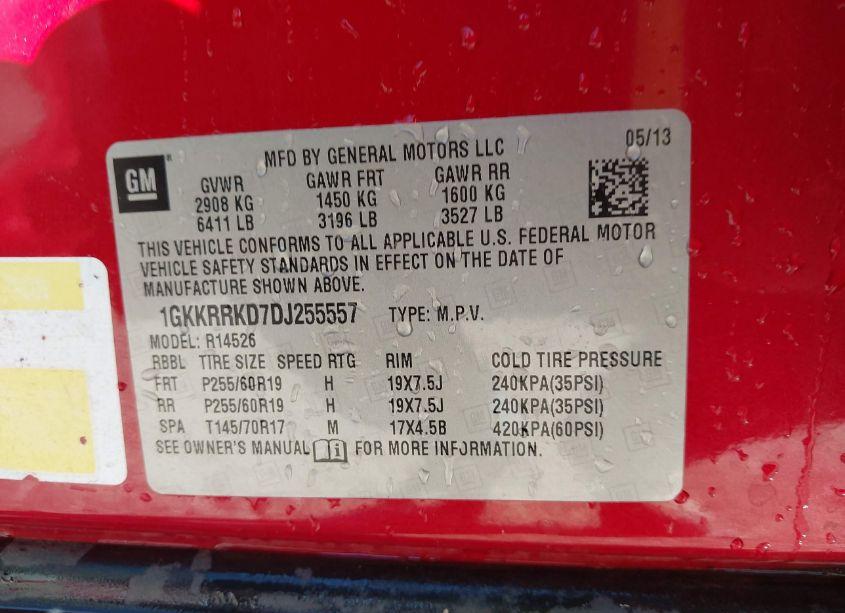 MFD BY GENERAL MOTORS LLC 05/13
GM®
GVWR GAWR FRT GAWR RR
2908 KG 1450 KG 1600 KG
6411 LB 3196 LB 3527 LB
THIS VEHICLE CONFORMS TO ALL APPLICABLE U.S. FEDERAL MOTOR
VEHICLE SAFETY STANDARDS IN EFFECT ON THE DATE OF
MANUFACTURE SHOWN ABOVE.
1GKKRRKD7DJ255557 TYPE: M.P.V.
MODEL: R14526
RBBL TIRE SIZE SPEED RTG RIM COLD TIRE PRESSURE
FRT P255/60R19 H 19X7.5J 240KPA(35PSI)
RR P255/60R19 H 19X7.5J 240KPA(35PSI)
SPA T145/70R17 M 17X4.5B 420KPA(60PSI)
SEE OWNER'S MANUAL FOR MORE INFORMATION.